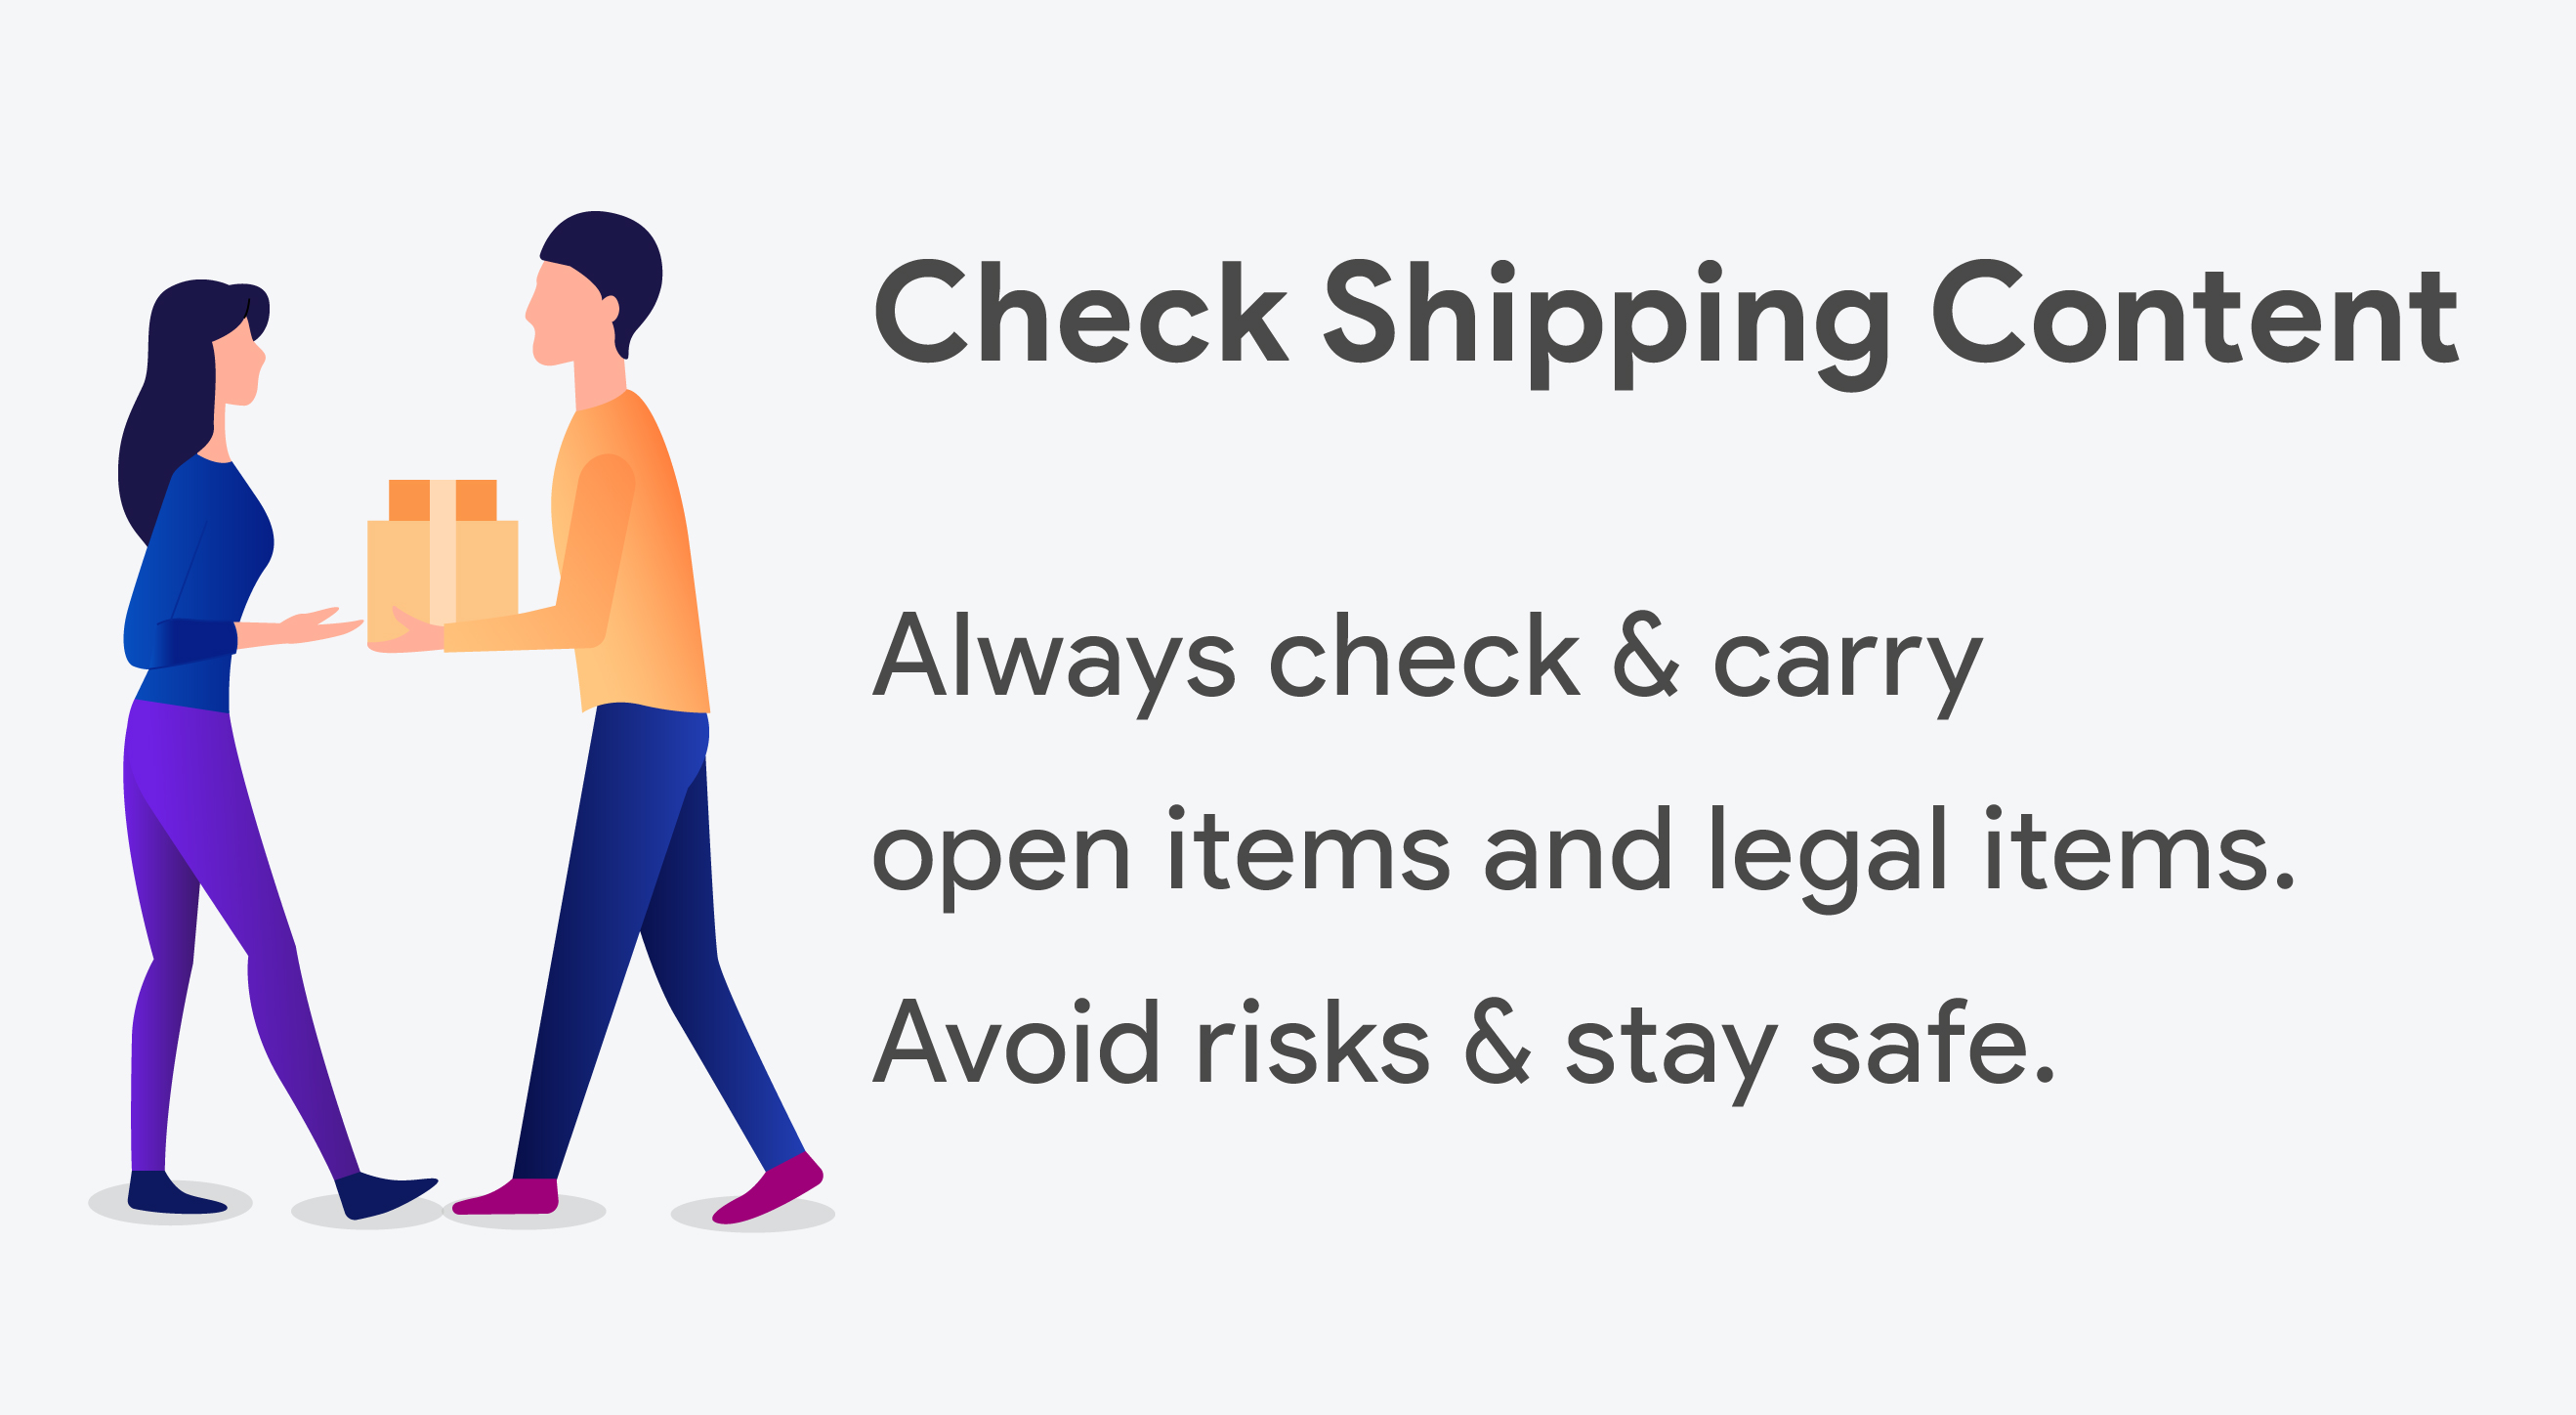 Check Shipping Content
Always check & carry
open items and legal items.
Avoid risks & stay safe.